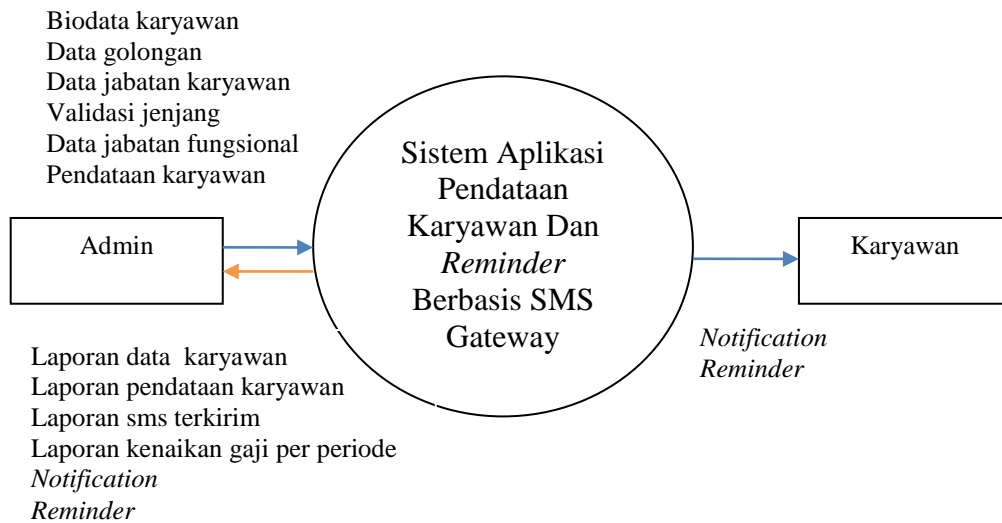 Biodata karyawan
Data golongan
Data jabatan karyawan
Validasi jenjang
Data jabatan fungsional
Pendataan karyawan
Admin
Sistem Aplikasi
Pendataan
Karyawan Dan
Reminder
Berbasis SMS
Gateway
Karyawan
Notification
Reminder
Laporan data karyawan
Laporan pendataan karyawan
Laporan sms terkirim
Laporan kenaikan gaji per periode
Notification
Reminder